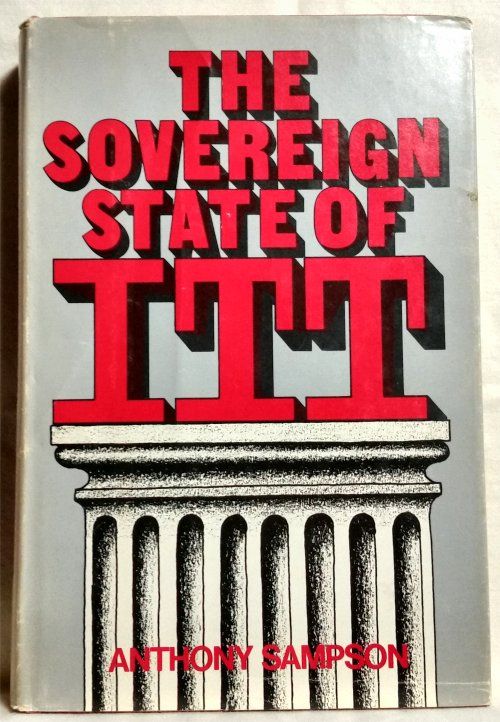 THE
SOVEREIGN
STATE OF
ITT
ANTHONY SAMPSON